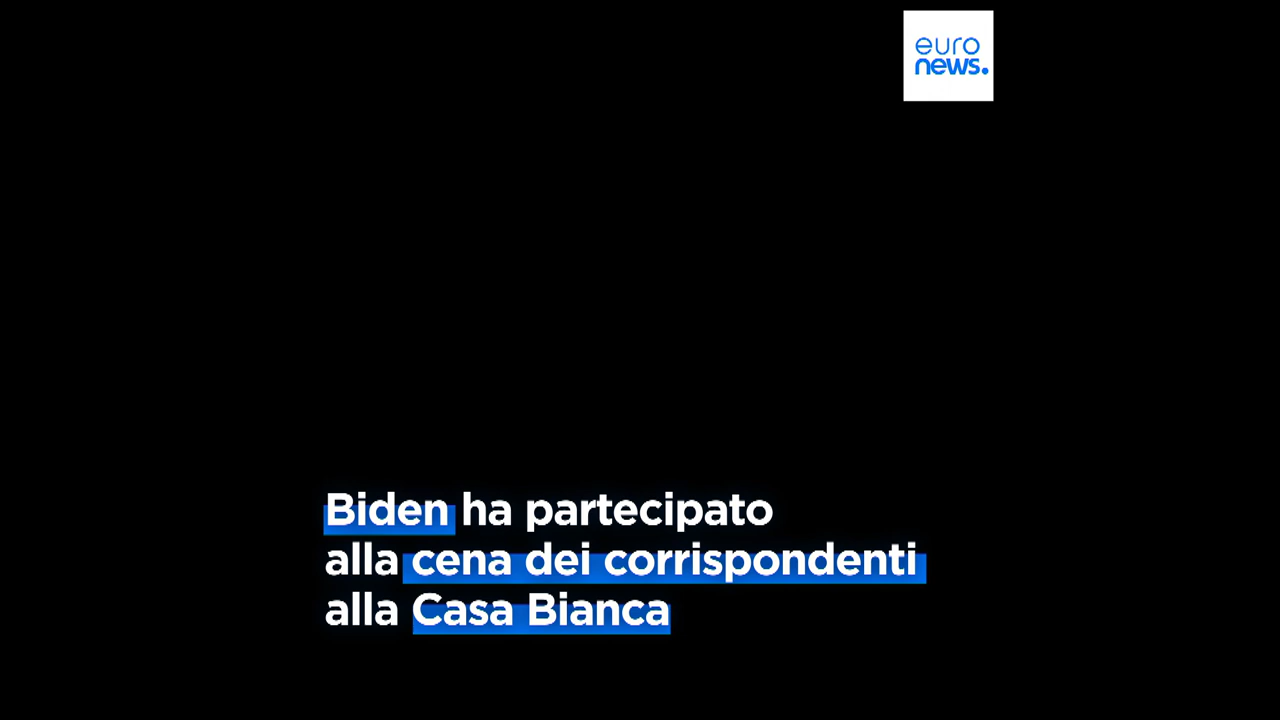 euro
news.
Biden ha partecipato
alla cena dei corrispondenti
alla Casa Bianca